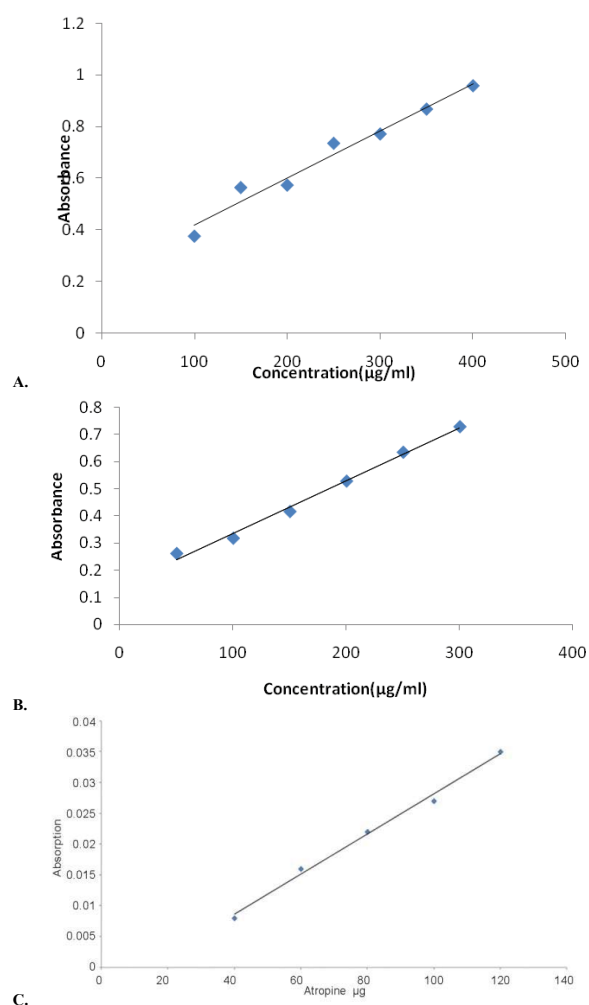 1.2
1
0.8
0.6
0.4
0.2
0
Absorbance
0 100 200 300 400 500
Concentration(µg/ml)
A.
0.8
0.7
0.6
0.5
0.4
0.3
0.2
0.1
0
Absorbance
0 100 200 300 400
Concentration(µg/ml)
B.
0.04
0.035
0.03
0.025
0.02
0.015
0.01
0.005
0
Absorption
0 20 40 60 80 100 120 140
Atropine µg
C.